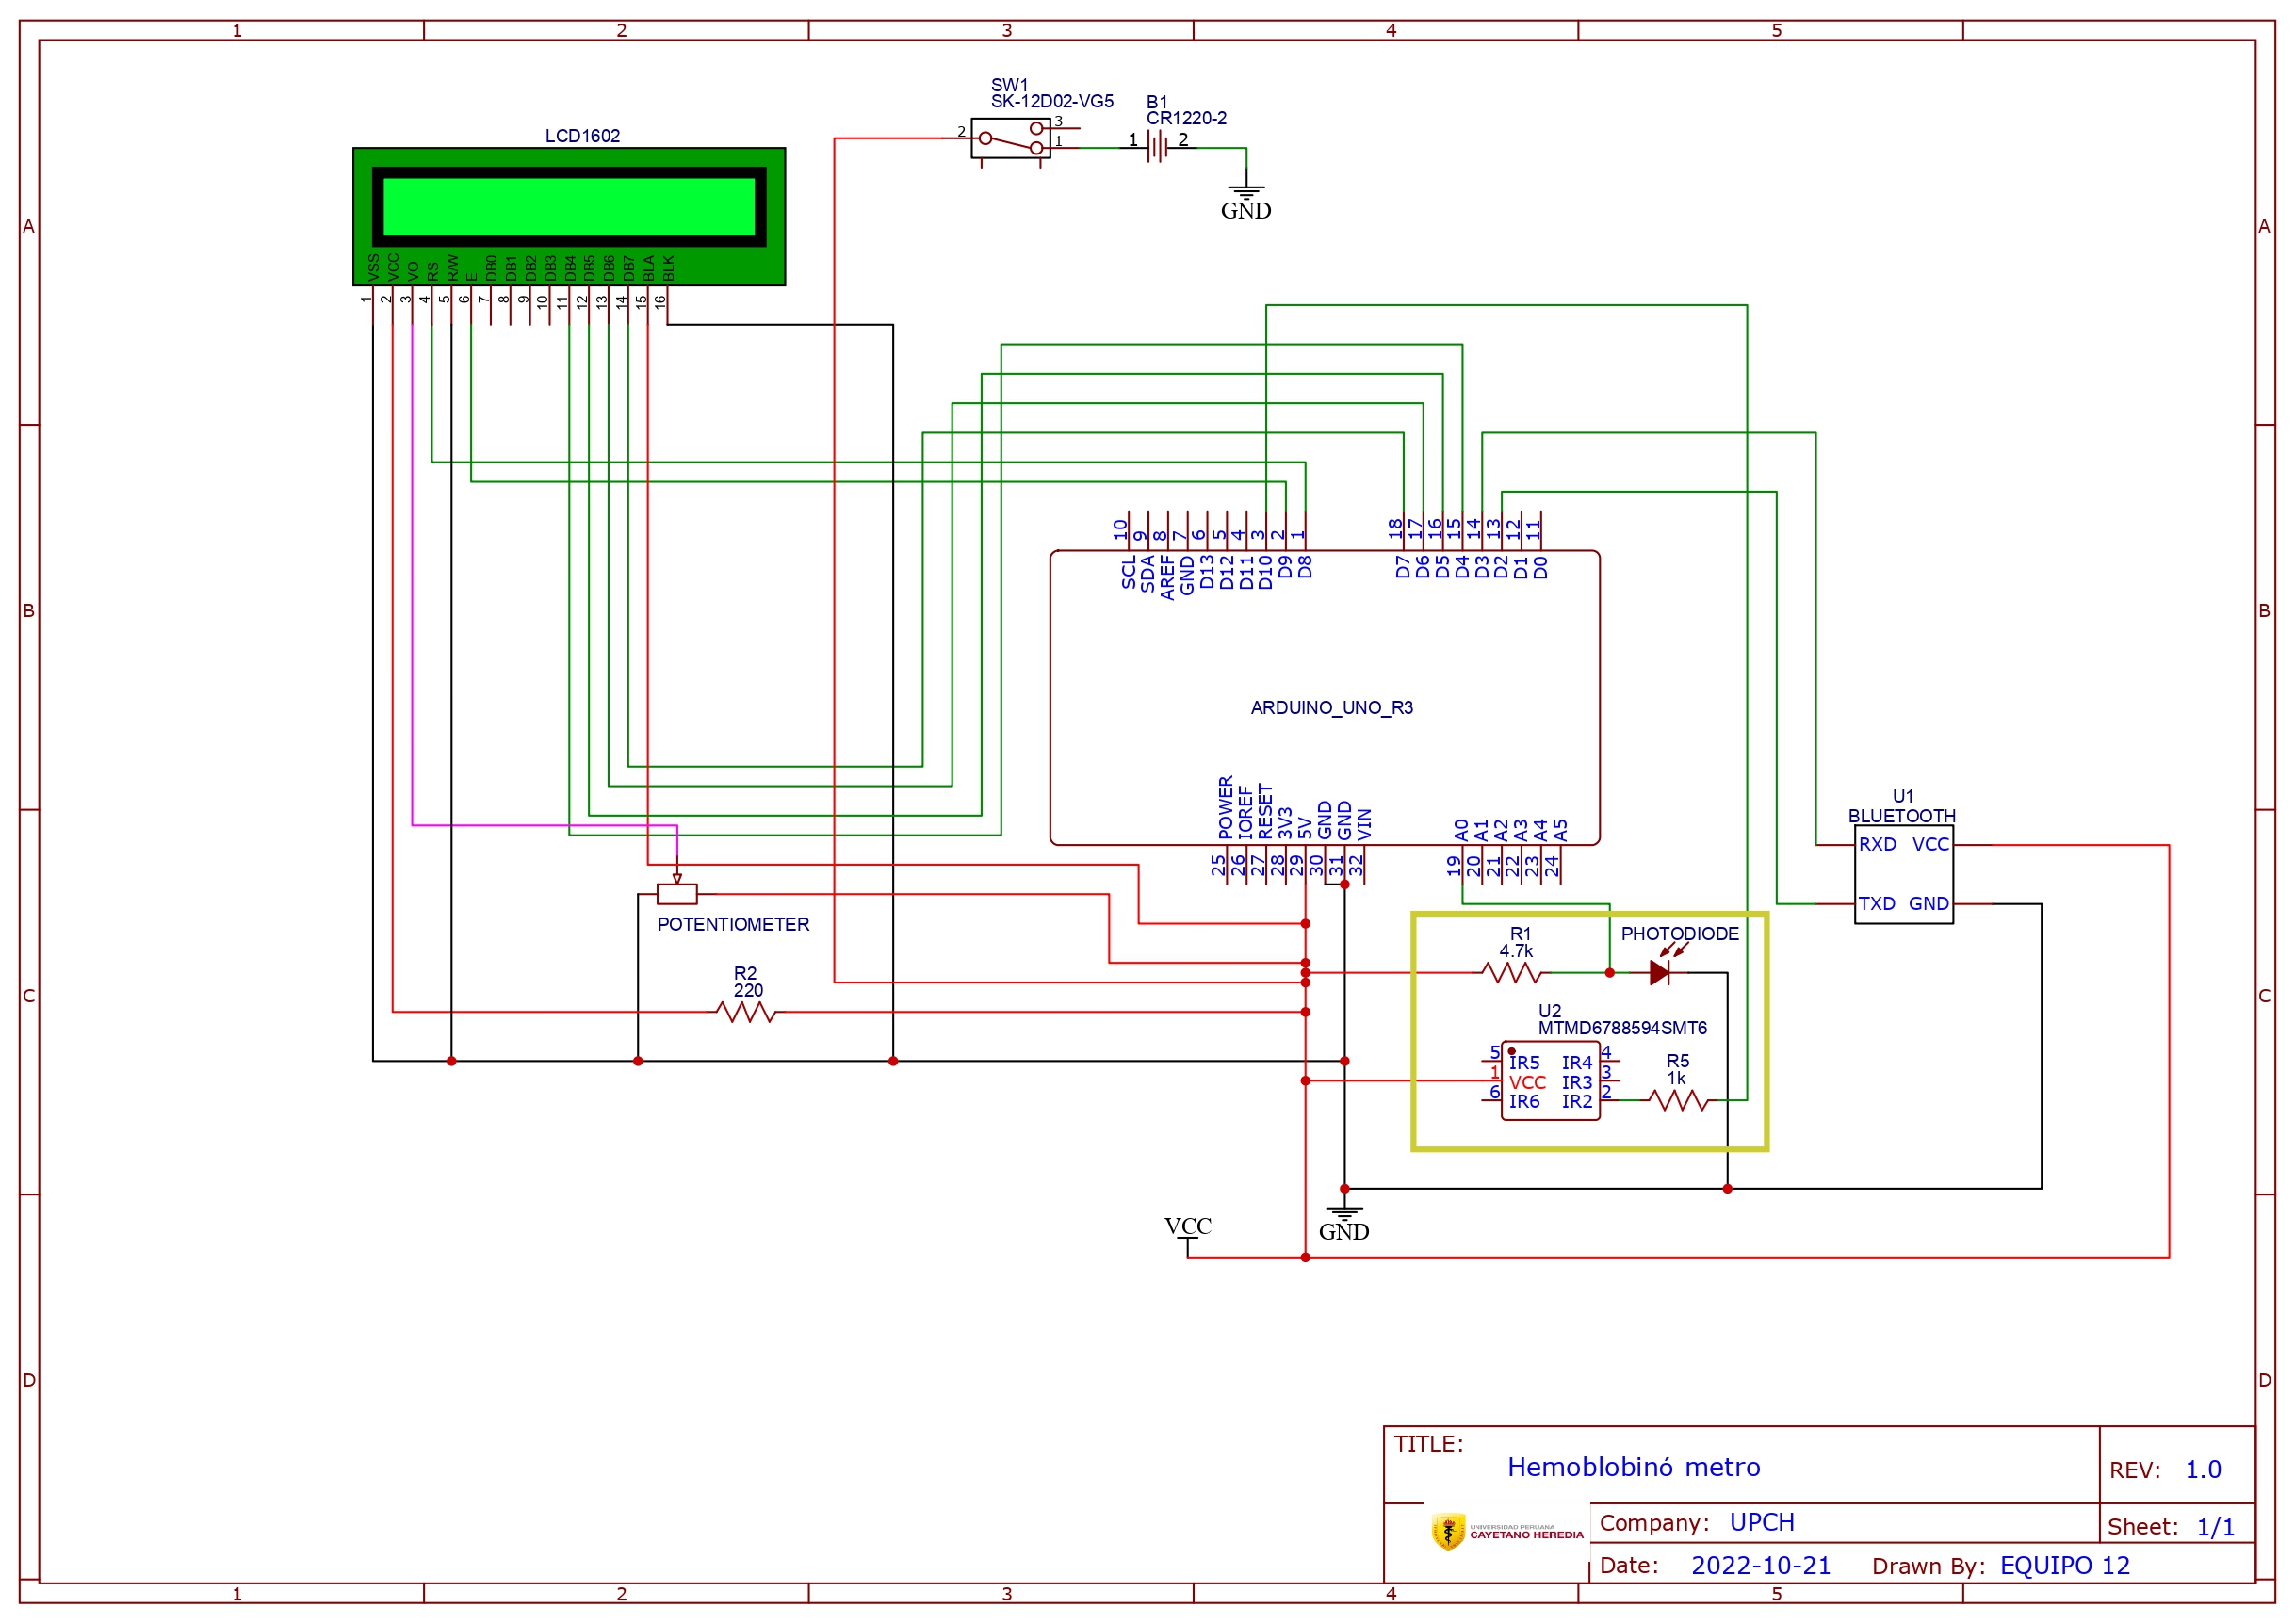 1 2 3 4 5
A A
B B
C C
D D
SW1
SK-12D02-VG5
2 3 1
B1
CR1220-2
1 2
GND
LCD1602
VSS VCC VO RS R/W E DB0 DB1 DB2 DB3 DB4 DB5 DB6 DB7 BLA BLK
1 2 3 4 5 6 7 8 9 10 11 12 13 14 15 16
10 9 8 7 6 5 4 3 2 1 18 17 16 15 14 13 12 11
SCL SDA AREF GND D13 D12 D11 D10 D9 D8 D7 D6 D5 D4 D3 D2 D1 D0
ARDUINO_UNO_R3
POWER IOREF RESET 3V3 5V GND GND VIN A0 A1 A2 A3 A4 A5
25 26 27 28 29 30 31 32 19 20 21 22 23 24
U1
BLUETOOTH
RXD VCC
TXD GND
POTENTIOMETER
R2
220
R1
4.7k
PHOTODIODE
U2
MTMD6788594SMT6
5 IR5 IR4 4
1 VCC IR3 3
6 IR6 IR2 2
R5
1k
VCC
GND
TITLE:
Hemoblobinó metro
REV: 1.0
UNIVERSIDAD PERUANA
CAYETANO HEREDIA
Company: UPCH
Sheet: 1/1
Date: 2022-10-21 Drawn By: EQUIPO 12
1 2 3 4 5